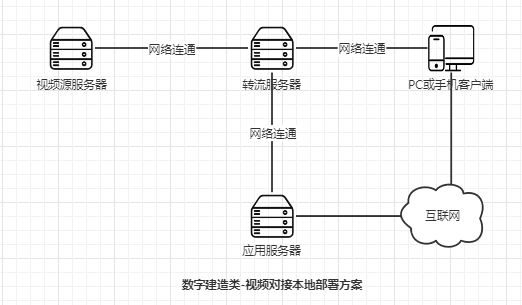 网络连通
网络连通
视频源服务器
转流服务器
PC或手机客户端
网络连通
互联网
应用服务器
数字建造类-视频对接本地部署方案